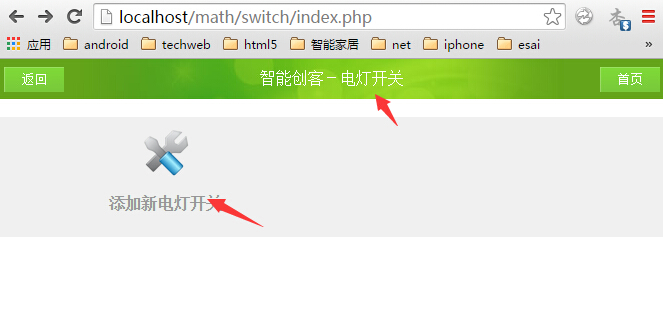 localhost/math/switch/index.php
应用 android techweb html5 智能家居 net iphone esai »
返回 智能创客－电灯开关 首页
添加新电灯开关